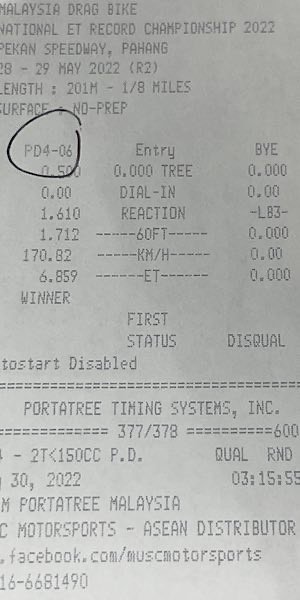 MALAYSIA DRAG BIKE
NATIONAL ET RECORD CHAMPIONSHIP 2022
PEKAN SPEEDWAY, PAHANG
28 - 29 MAY 2022 (R2)
LENGTH : 201M - 1/8 MILES
SURFACE : NO-PREP
PD4-06 Entry BYE
0.500 0.000 TREE 0.000
0.00 DIAL-IN 0.00
1.610 REACTION -L83-
1.712 -----60FT----- 0.000
170.82 -----KM/H----- 0.00
6.859 ------ET------ 0.000
WINNER
FIRST
STATUS DISQUAL
tostart Disabled
PORTATREE TIMING SYSTEMS, INC.
============ 377/378 ==========600
- 2T<150CC P.D. QUAL RND
30, 2022 03:15:55
M PORTATREE MALAYSIA
C MOTORSPORTS - ASEAN DISTRIBUTOR
.facebook.com/muscmotorsports
16-6681490